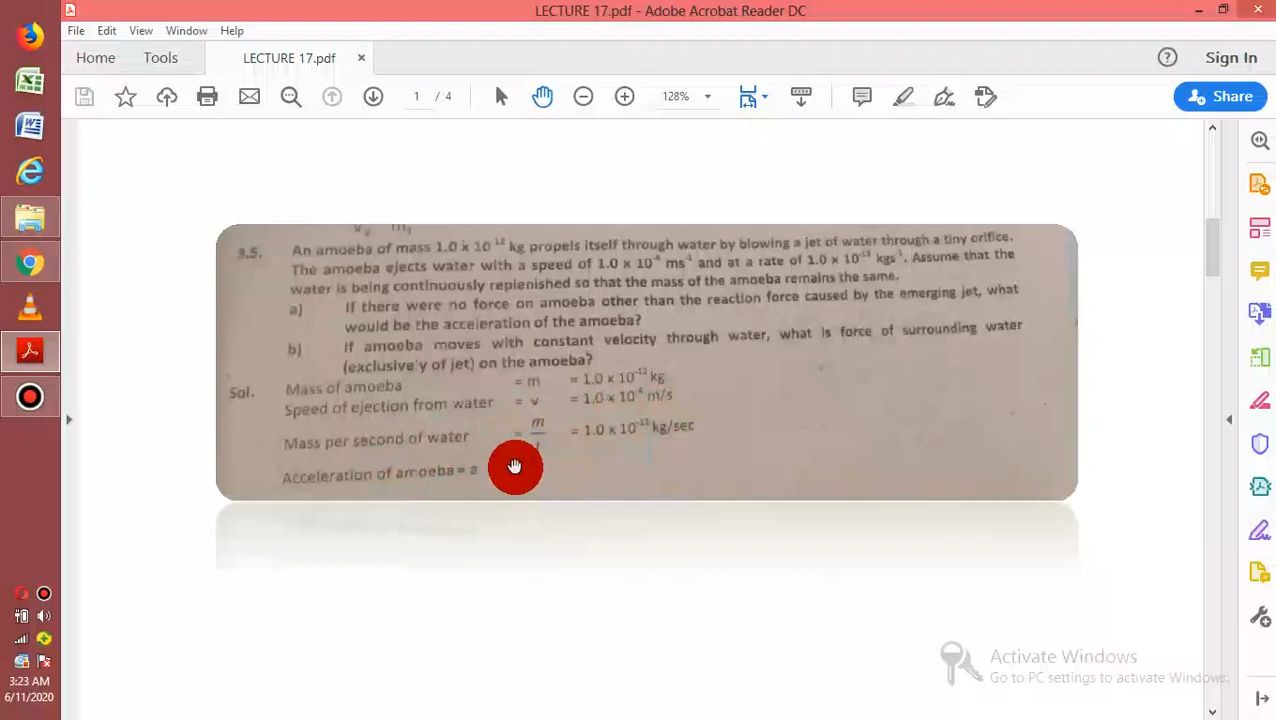 LECTURE 17.pdf - Adobe Acrobat Reader DC
File Edit View Window Help
Home Tools LECTURE 17.pdf ×
Sign In
1 / 4 128% Share
3.5. An amoeba of mass 1.0 x 10⁻¹² kg propels itself through water by blowing a jet of water through a tiny orifice.
The amoeba ejects water with a speed of 1.0 x 10⁻⁴ ms⁻¹ and at a rate of 1.0 x 10⁻¹³ kgs⁻¹. Assume that the
water is being continuously replenished so that the mass of the amoeba remains the same.
a) If there were no force on amoeba other than the reaction force caused by the emerging jet, what
would be the acceleration of the amoeba?
b) If amoeba moves with constant velocity through water, what is force of surrounding water
(exclusive'y of jet) on the amoeba?
Sol. Mass of amoeba = m = 1.0 x 10⁻¹² kg
Speed of ejection from water = v = 1.0 x 10⁻⁴ m/s
Mass per second of water = m = 1.0 x 10⁻¹³ kg/sec
Acceleration of amoeba = a
Activate Windows
Go to PC settings to activate Windows.
3:23 AM
6/11/2020